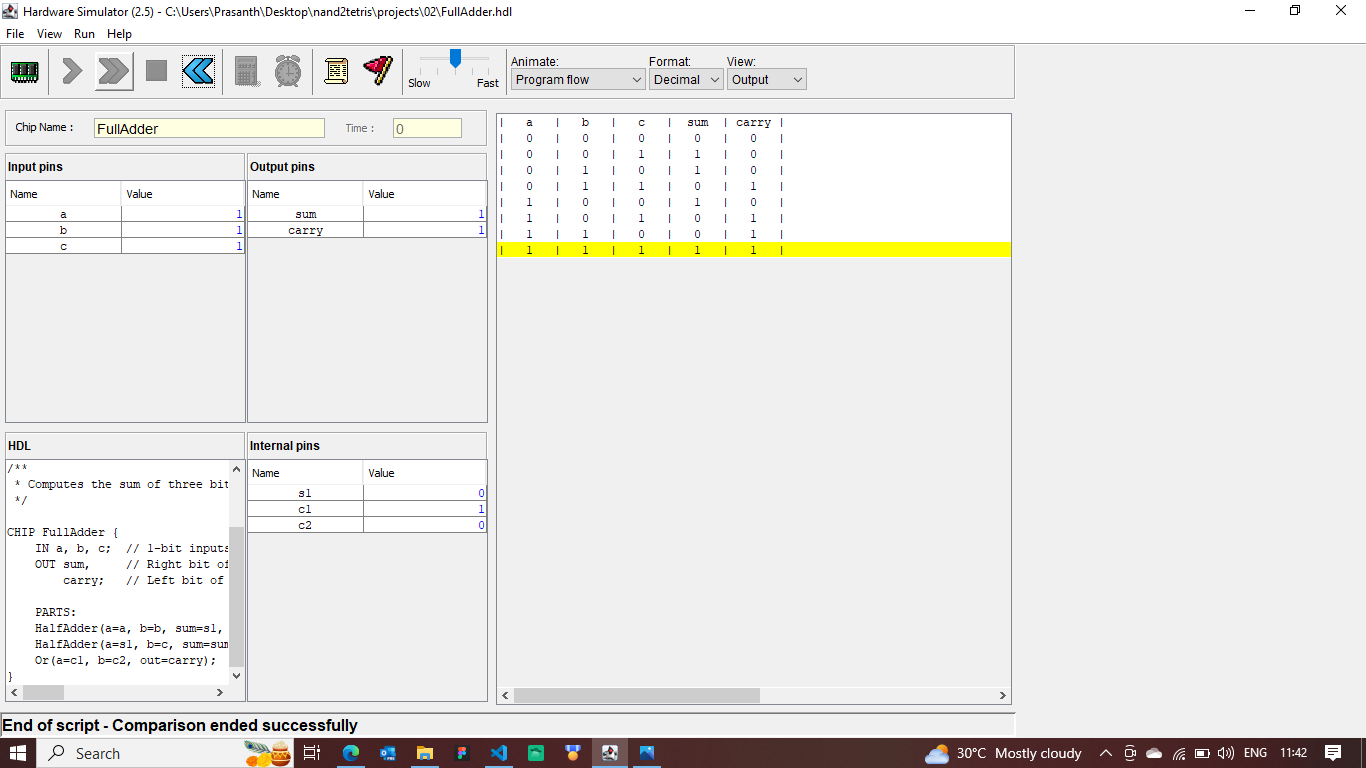 Hardware Simulator (2.5) - C:\Users\Prasanth\Desktop\nand2tetris\projects\02\FullAdder.hdl
File View Run Help
Slow Fast
Animate: Format: View:
Program flow Decimal Output
Chip Name : FullAdder Time : 0
Input pins
Name Value
a 1
b 1
c 1
Output pins
Name Value
sum 1
carry 1
HDL
/**
 * Computes the sum of three bit
 */
CHIP FullAdder {
    IN a, b, c;  // 1-bit inputs
    OUT sum,     // Right bit of
        carry;   // Left bit of
    PARTS:
    HalfAdder(a=a, b=b, sum=s1,
    HalfAdder(a=s1, b=c, sum=sum
    Or(a=c1, b=c2, out=carry);
}
Internal pins
Name Value
s1 0
c1 1
c2 0
| a | b | c | sum | carry |
| 0 | 0 | 0 | 0 | 0 |
| 0 | 0 | 1 | 1 | 0 |
| 0 | 1 | 0 | 1 | 0 |
| 0 | 1 | 1 | 0 | 1 |
| 1 | 0 | 0 | 1 | 0 |
| 1 | 0 | 1 | 0 | 1 |
| 1 | 1 | 0 | 0 | 1 |
| 1 | 1 | 1 | 1 | 1 |
End of script - Comparison ended successfully
Search
30°C Mostly cloudy
ENG 11:42